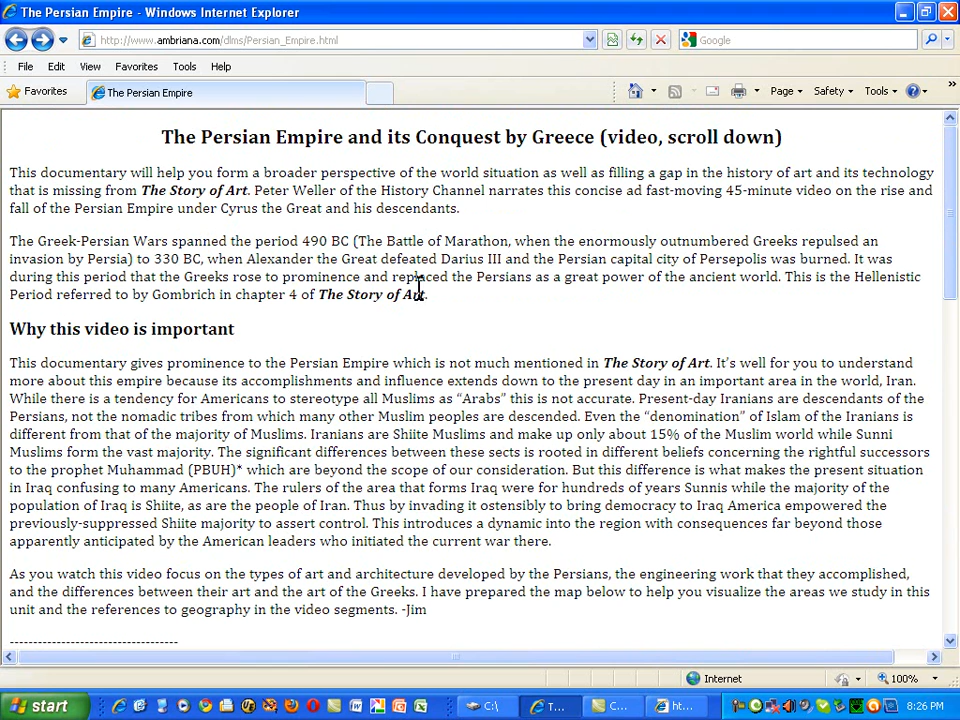 The Persian Empire - Windows Internet Explorer
http://www.ambriana.com/dlms/Persian_Empire.html
Google
File Edit View Favorites Tools Help
Favorites
The Persian Empire
Page Safety Tools
The Persian Empire and its Conquest by Greece (video, scroll down)
This documentary will help you form a broader perspective of the world situation as well as filling a gap in the history of art and its technology
that is missing from The Story of Art. Peter Weller of the History Channel narrates this concise ad fast-moving 45-minute video on the rise and
fall of the Persian Empire under Cyrus the Great and his descendants.
The Greek-Persian Wars spanned the period 490 BC (The Battle of Marathon, when the enormously outnumbered Greeks repulsed an
invasion by Persia) to 330 BC, when Alexander the Great defeated Darius III and the Persian capital city of Persepolis was burned. It was
during this period that the Greeks rose to prominence and replaced the Persians as a great power of the ancient world. This is the Hellenistic
Period referred to by Gombrich in chapter 4 of The Story of Art.
Why this video is important
This documentary gives prominence to the Persian Empire which is not much mentioned in The Story of Art. It's well for you to understand
more about this empire because its accomplishments and influence extends down to the present day in an important area in the world, Iran.
While there is a tendency for Americans to stereotype all Muslims as “Arabs” this is not accurate. Present-day Iranians are descendants of the
Persians, not the nomadic tribes from which many other Muslim peoples are descended. Even the “denomination” of Islam of the Iranians is
different from that of the majority of Muslims. Iranians are Shiite Muslims and make up only about 15% of the Muslim world while Sunni
Muslims form the vast majority. The significant differences between these sects is rooted in different beliefs concerning the rightful successors
to the prophet Muhammad (PBUH)* which are beyond the scope of our consideration. But this difference is what makes the present situation
in Iraq confusing to many Americans. The rulers of the area that forms Iraq were for hundreds of years Sunnis while the majority of the
population of Iraq is Shiite, as are the people of Iran. Thus by invading it ostensibly to bring democracy to Iraq America empowered the
previously-suppressed Shiite majority to assert control. This introduces a dynamic into the region with consequences far beyond those
apparently anticipated by the American leaders who initiated the current war there.
As you watch this video focus on the types of art and architecture developed by the Persians, the engineering work that they accomplished,
and the differences between their art and the art of the Greeks. I have prepared the map below to help you visualize the areas we study in this
unit and the references to geography in the video segments. -Jim
------------------------------------
Internet
100%
start
C:\
T...
C...
ht...
8:26 PM